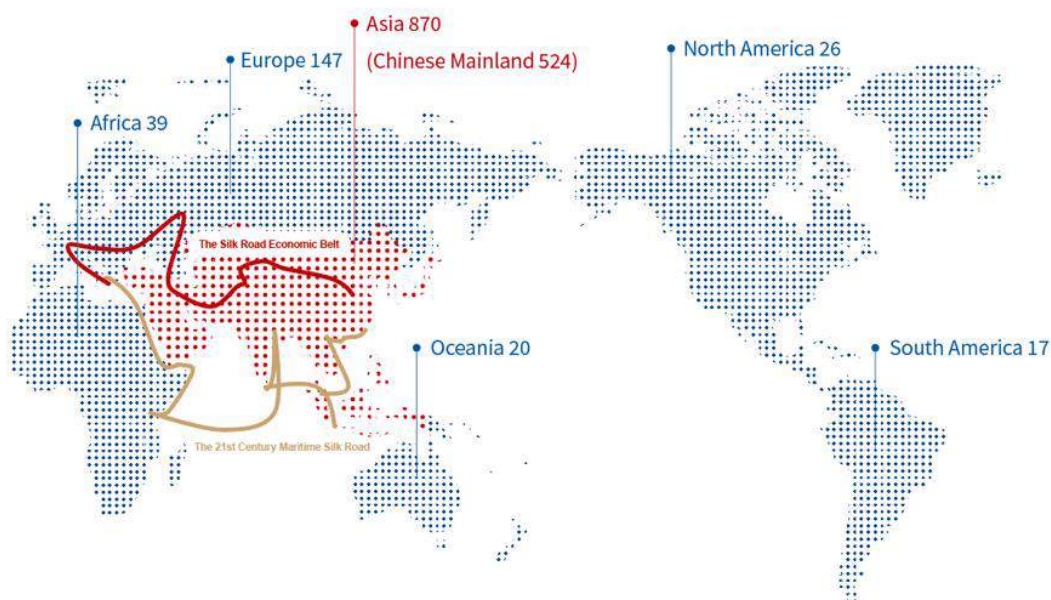 Asia 870
(Chinese Mainland 524)
North America 26
Europe 147
Africa 39
The Silk Road Economic Belt
Oceania 20
South America 17
The 21st Century Maritime Silk Road